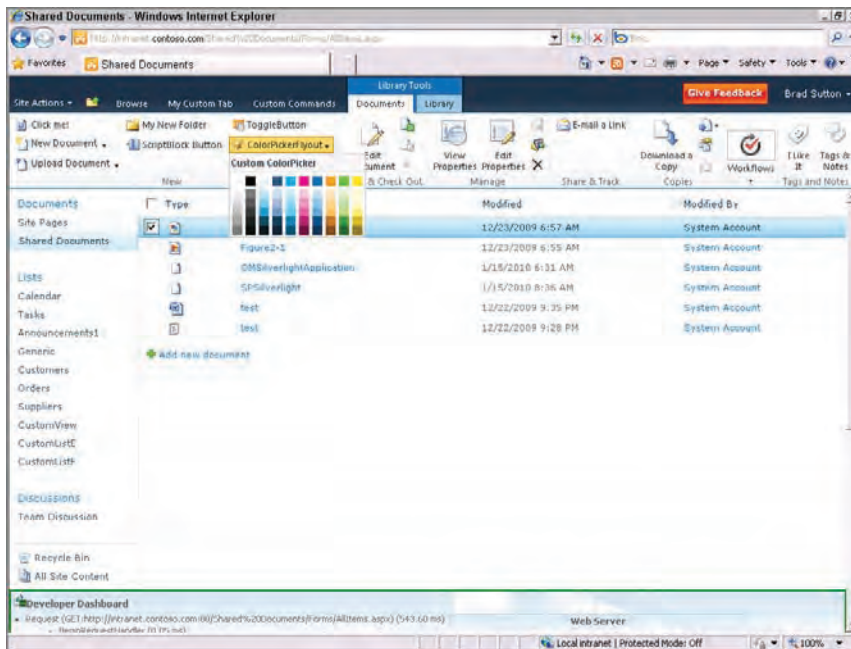 Shared Documents - Windows Internet Explorer
Favorites Shared Documents Page Safety Tools
Library Tools
Give Feedback Brad Sutton
Site Actions Browse My Custom Tab Custom Commands Documents Library
Click me!
New Document
Upload Document
My New Folder
ScriptBlock Button
ToggleButton
ColorPickerFlyout
Custom ColorPicker
New
Edit
& Check Out
View Properties
Edit Properties
Manage
E-mail a Link
Share & Track
Download a Copy
Copies
Workflows
I Like It
Tags & Notes
Tags and Notes
Documents
Site Pages
Shared Documents
Lists
Calendar
Tasks
Announcements1
Generic
Customers
Orders
Suppliers
CustomView
Discussions
Team Discussion
Recycle Bin
All Site Content
Type Modified Modified By
12/23/2009 6:57 AM System Account
Figure2-1 12/23/2009 6:55 AM System Account
OMSilverlightApplication 1/15/2010 6:31 AM System Account
SPSilverlight 1/15/2010 8:36 AM System Account
test 12/22/2009 9:35 PM System Account
test 12/22/2009 9:28 PM System Account
Add new document
Developer Dashboard
Web Server
Local intranet | Protected Mode: Off 100%